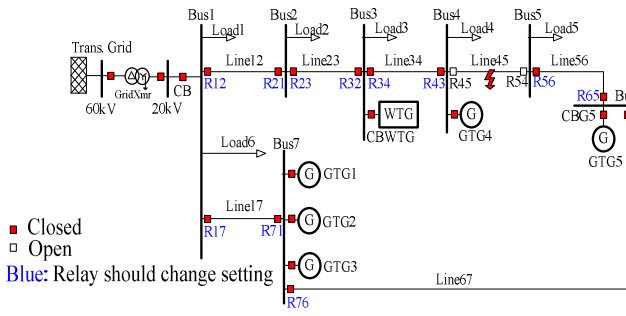 Bus1
Bus2
Bus3
Bus4
Bus5
Load1
Load2
Load3
Load4
Load5
Trans. Grid
Line12
Line23
Line34
Line45
Line56
GridXmr
CB
R12
R21
R23
R32
R34
R43
R45
R54
R56
60kV
20kV
R65
Bu
WTG
CBWTG
G
GTG4
CBG5
G
GTG5
Load6
Bus7
G
GTG1
Line17
G
GTG2
R17
R71
G
GTG3
Closed
Open
Blue: Relay should change setting
Line67
R76